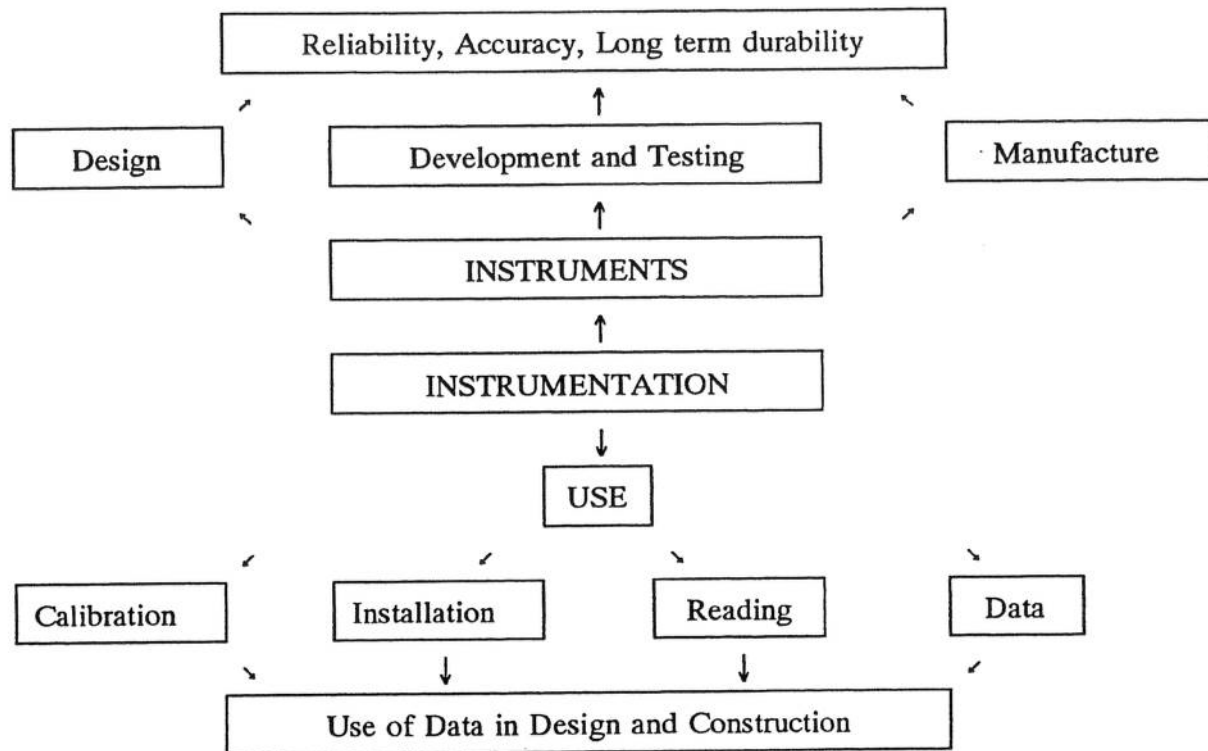 Reliability, Accuracy, Long term durability
Design
Development and Testing
Manufacture
INSTRUMENTS
INSTRUMENTATION
USE
Calibration
Installation
Reading
Data
Use of Data in Design and Construction